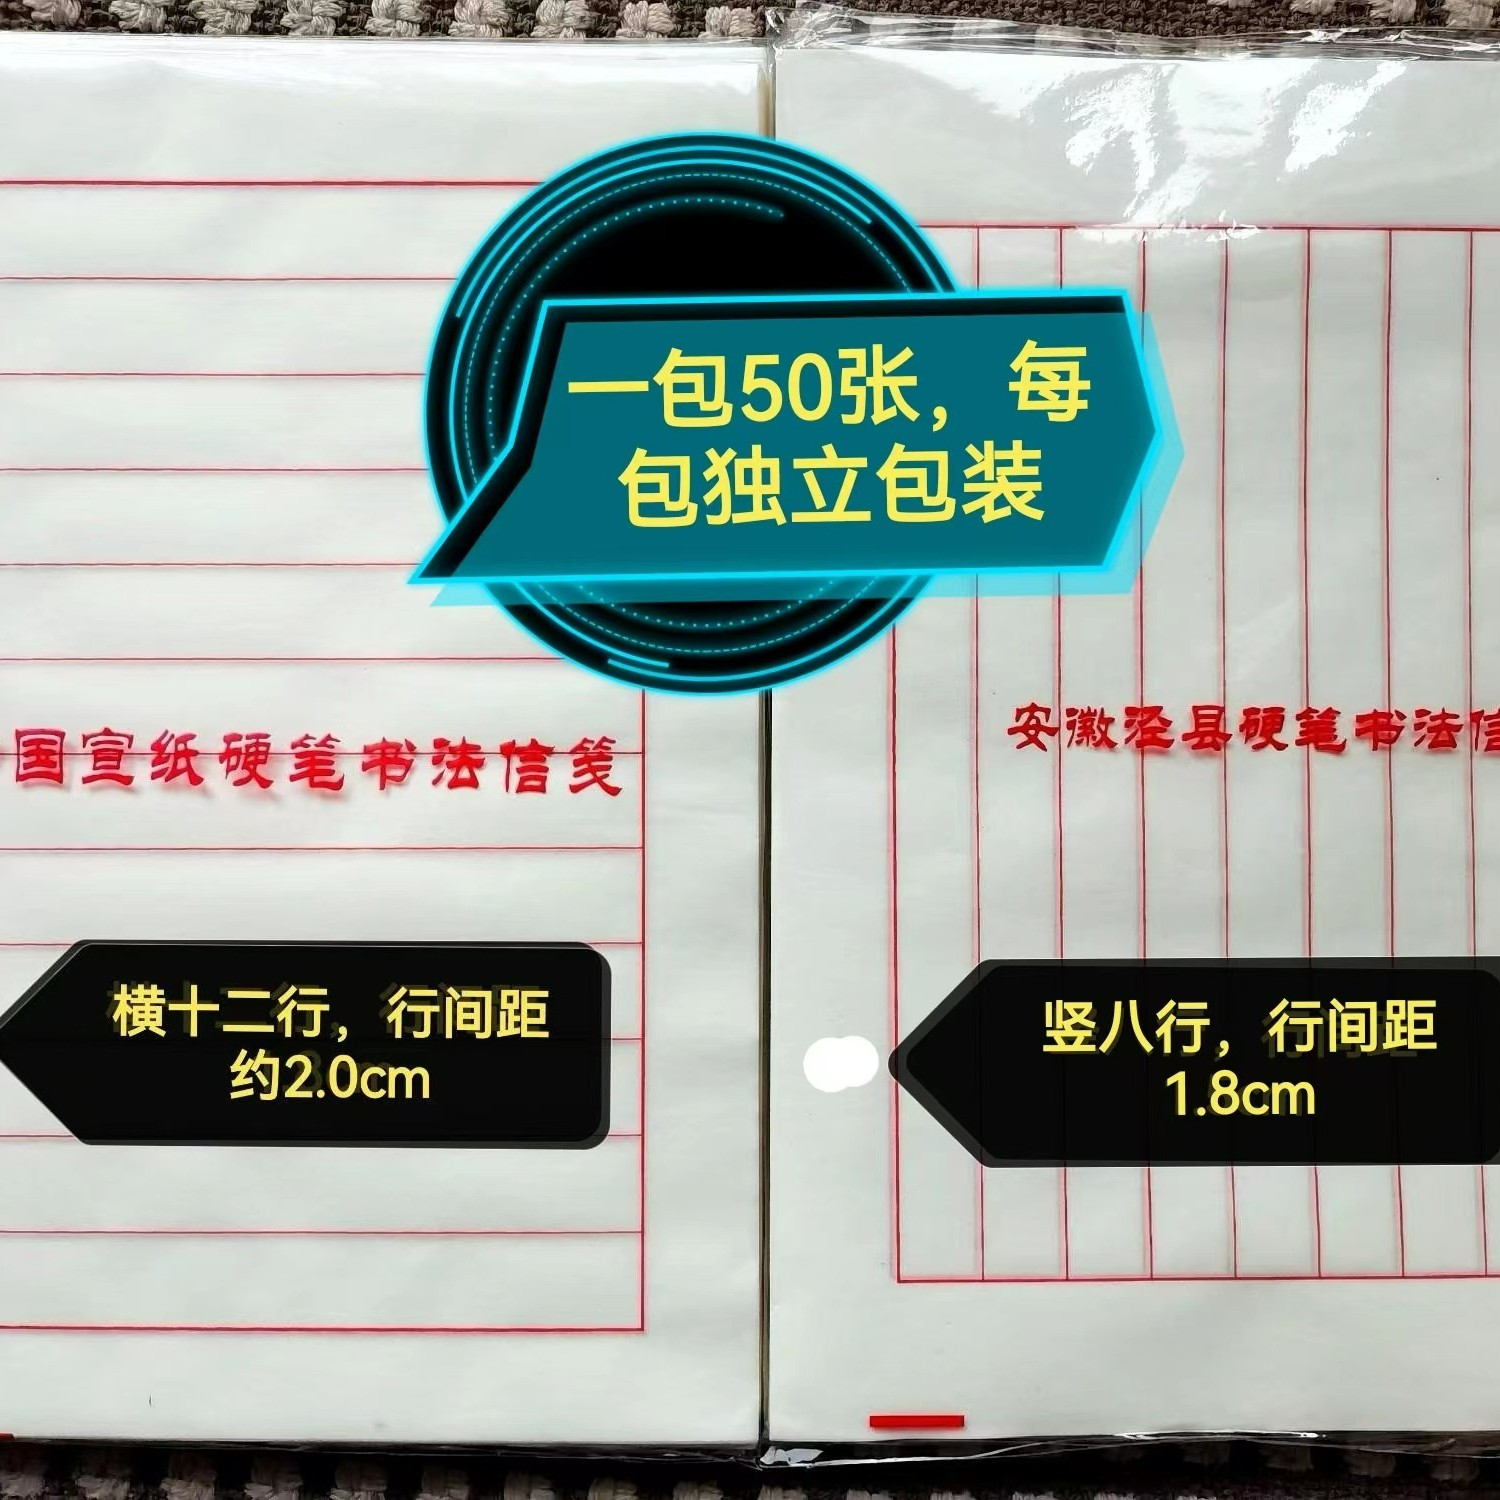 一包50张，每
包独立包装
国宣纸硬笔书法信笺
安徽泾县硬笔书法信
横十二行，行间距
约2.0cm
竖八行，行间距
1.8cm